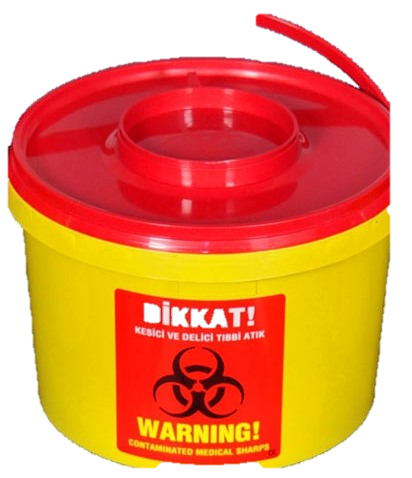 DİKKAT!
KESİCİ VE DELİCİ TIBBİ ATIK
WARNING!
CONTAMINATED MEDICAL SHARPS